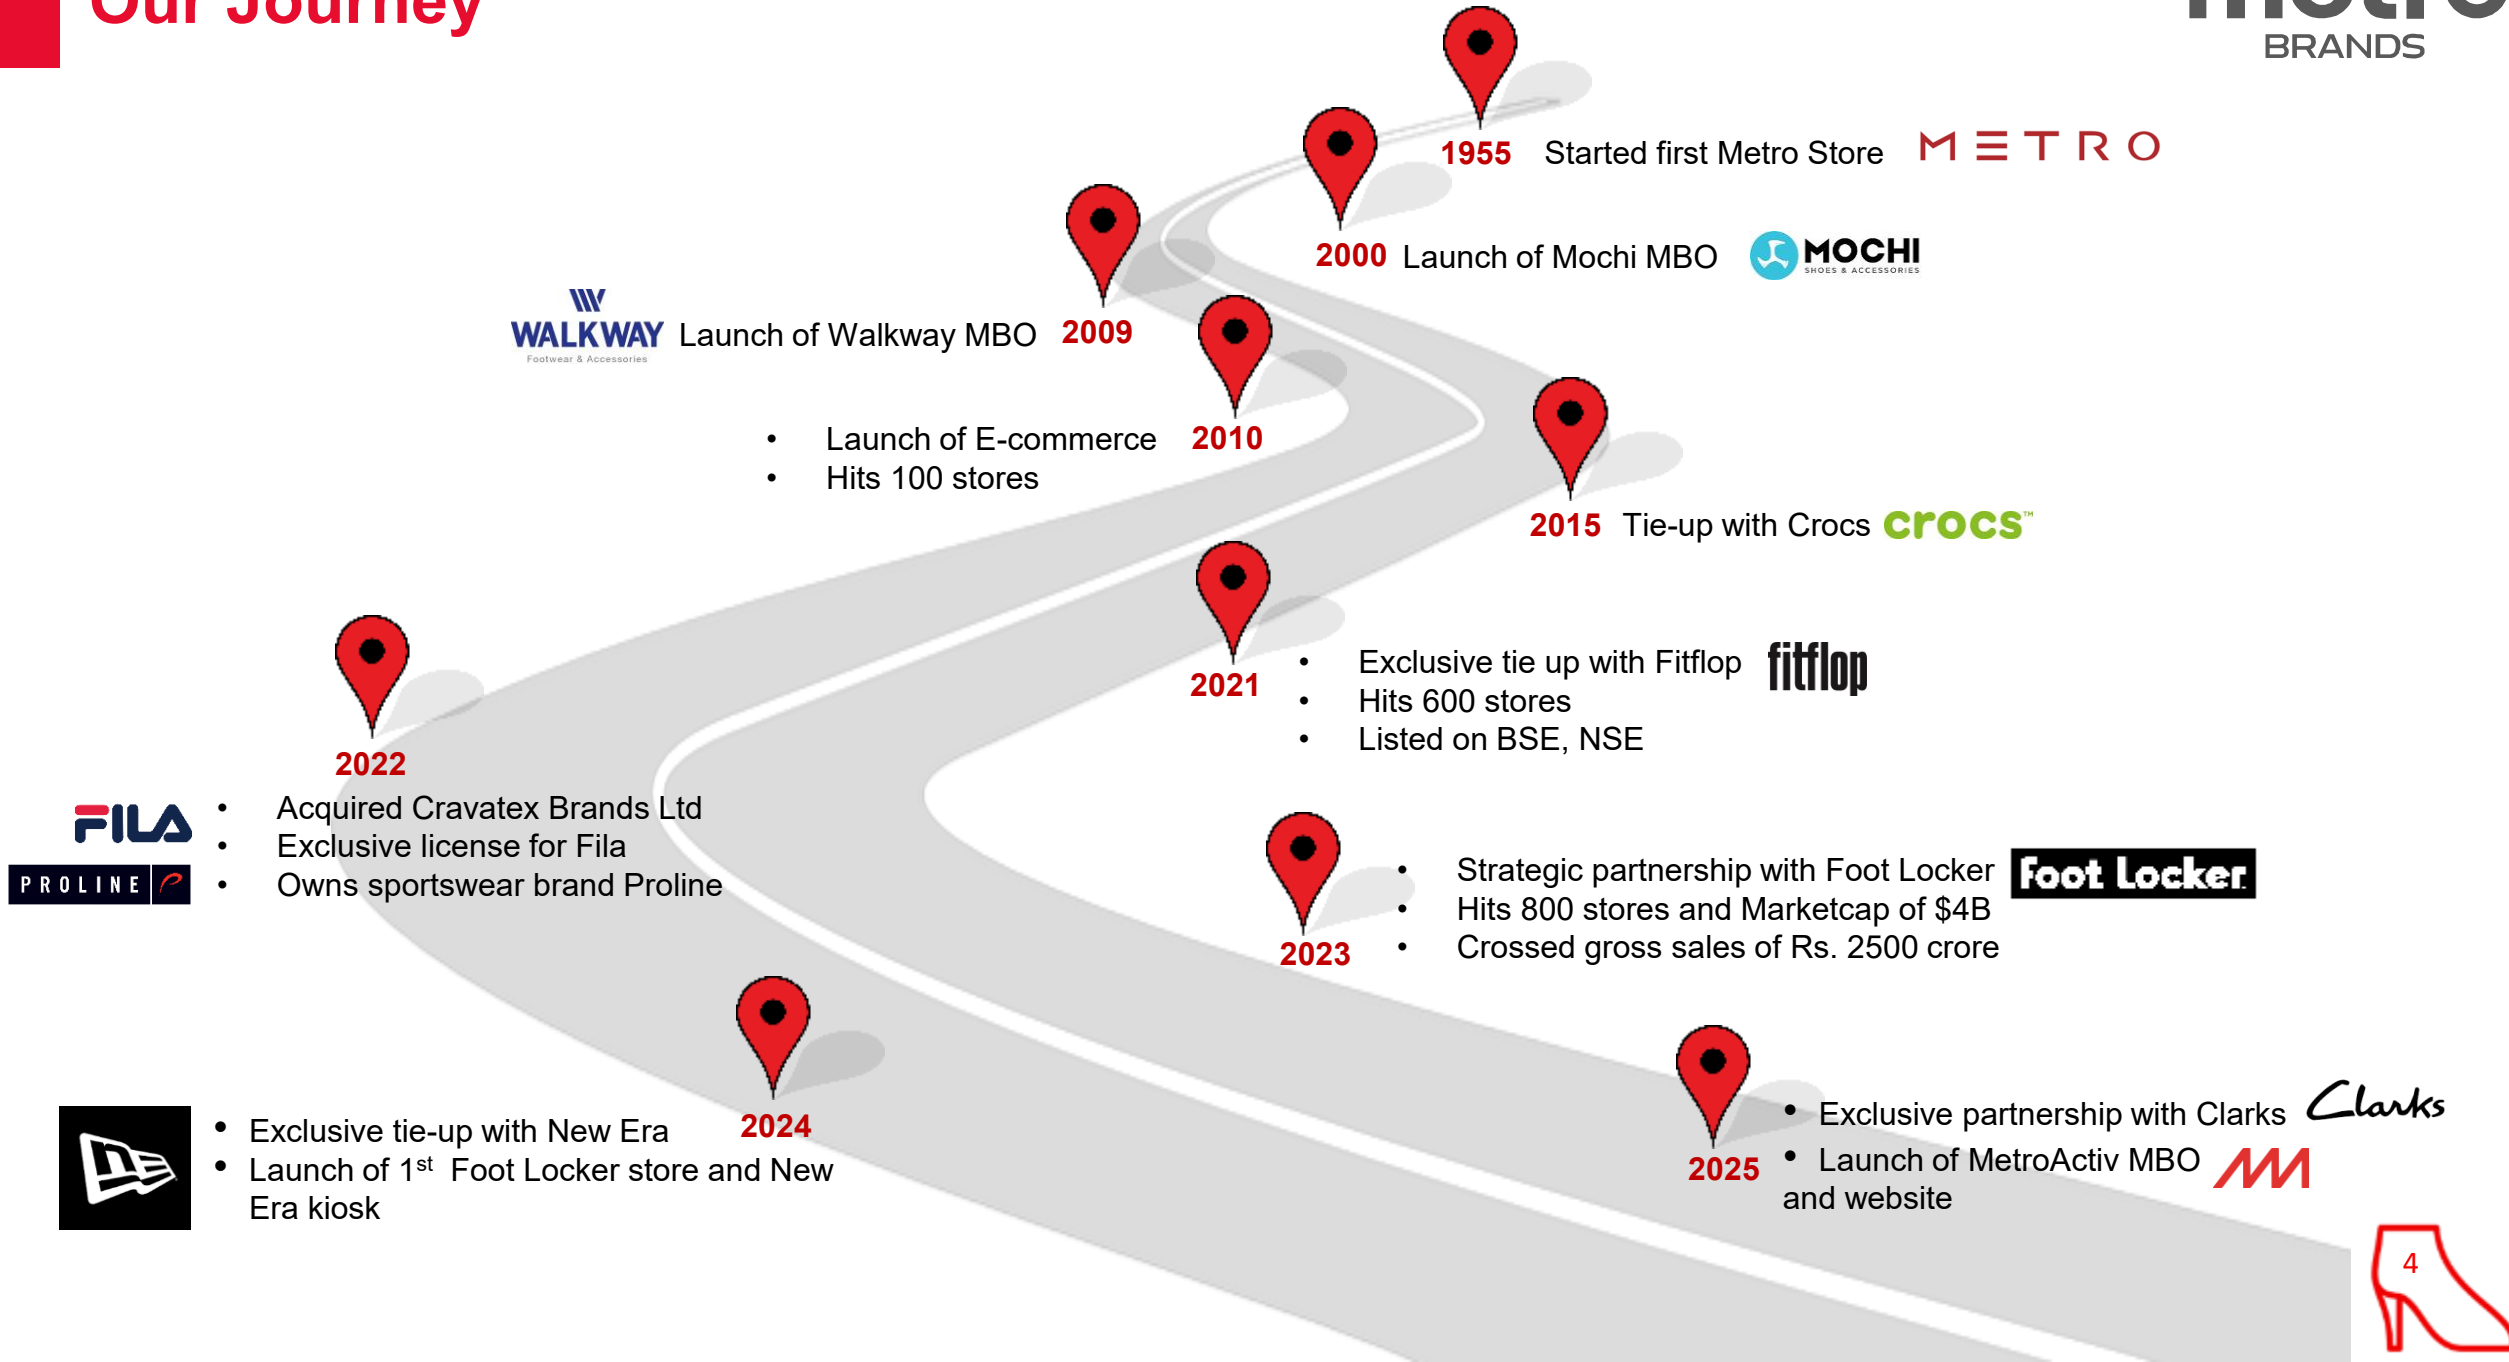 Our Journey
metro
BRANDS
1955 Started first Metro Store METRO
2000 Launch of Mochi MBO MOCHI
SHOES & ACCESSORIES
WALKWAY Launch of Walkway MBO 2009
Footwear & Accessories
• Launch of E-commerce 2010
• Hits 100 stores
2015 Tie-up with Crocs crocs™
2021 • Exclusive tie up with Fitflop fitflop
• Hits 600 stores
• Listed on BSE, NSE
2022
FILA • Acquired Cravatex Brands Ltd
• Exclusive license for Fila
PROLINE • Owns sportswear brand Proline
• Strategic partnership with Foot Locker Foot Locker
• Hits 800 stores and Marketcap of $4B
2023 • Crossed gross sales of Rs. 2500 crore
2024
• Exclusive tie-up with New Era
• Launch of 1st Foot Locker store and New
Era kiosk
• Exclusive partnership with Clarks Clarks
2025 • Launch of MetroActiv MBO
and website
4